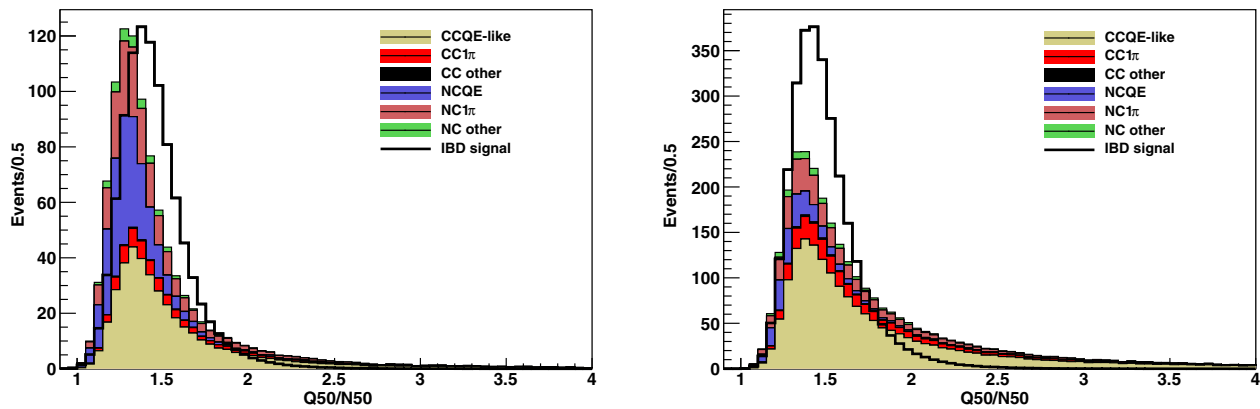 Events/0.5
120
100
80
60
40
20
0
CCQE-like
CC1π
CC other
NCQE
NC1π
NC other
IBD signal
1 1.5 2 2.5 3 3.5 4
Q50/N50
Events/0.5
350
300
250
200
150
100
50
0
CCQE-like
CC1π
CC other
NCQE
NC1π
NC other
IBD signal
1 1.5 2 2.5 3 3.5 4
Q50/N50